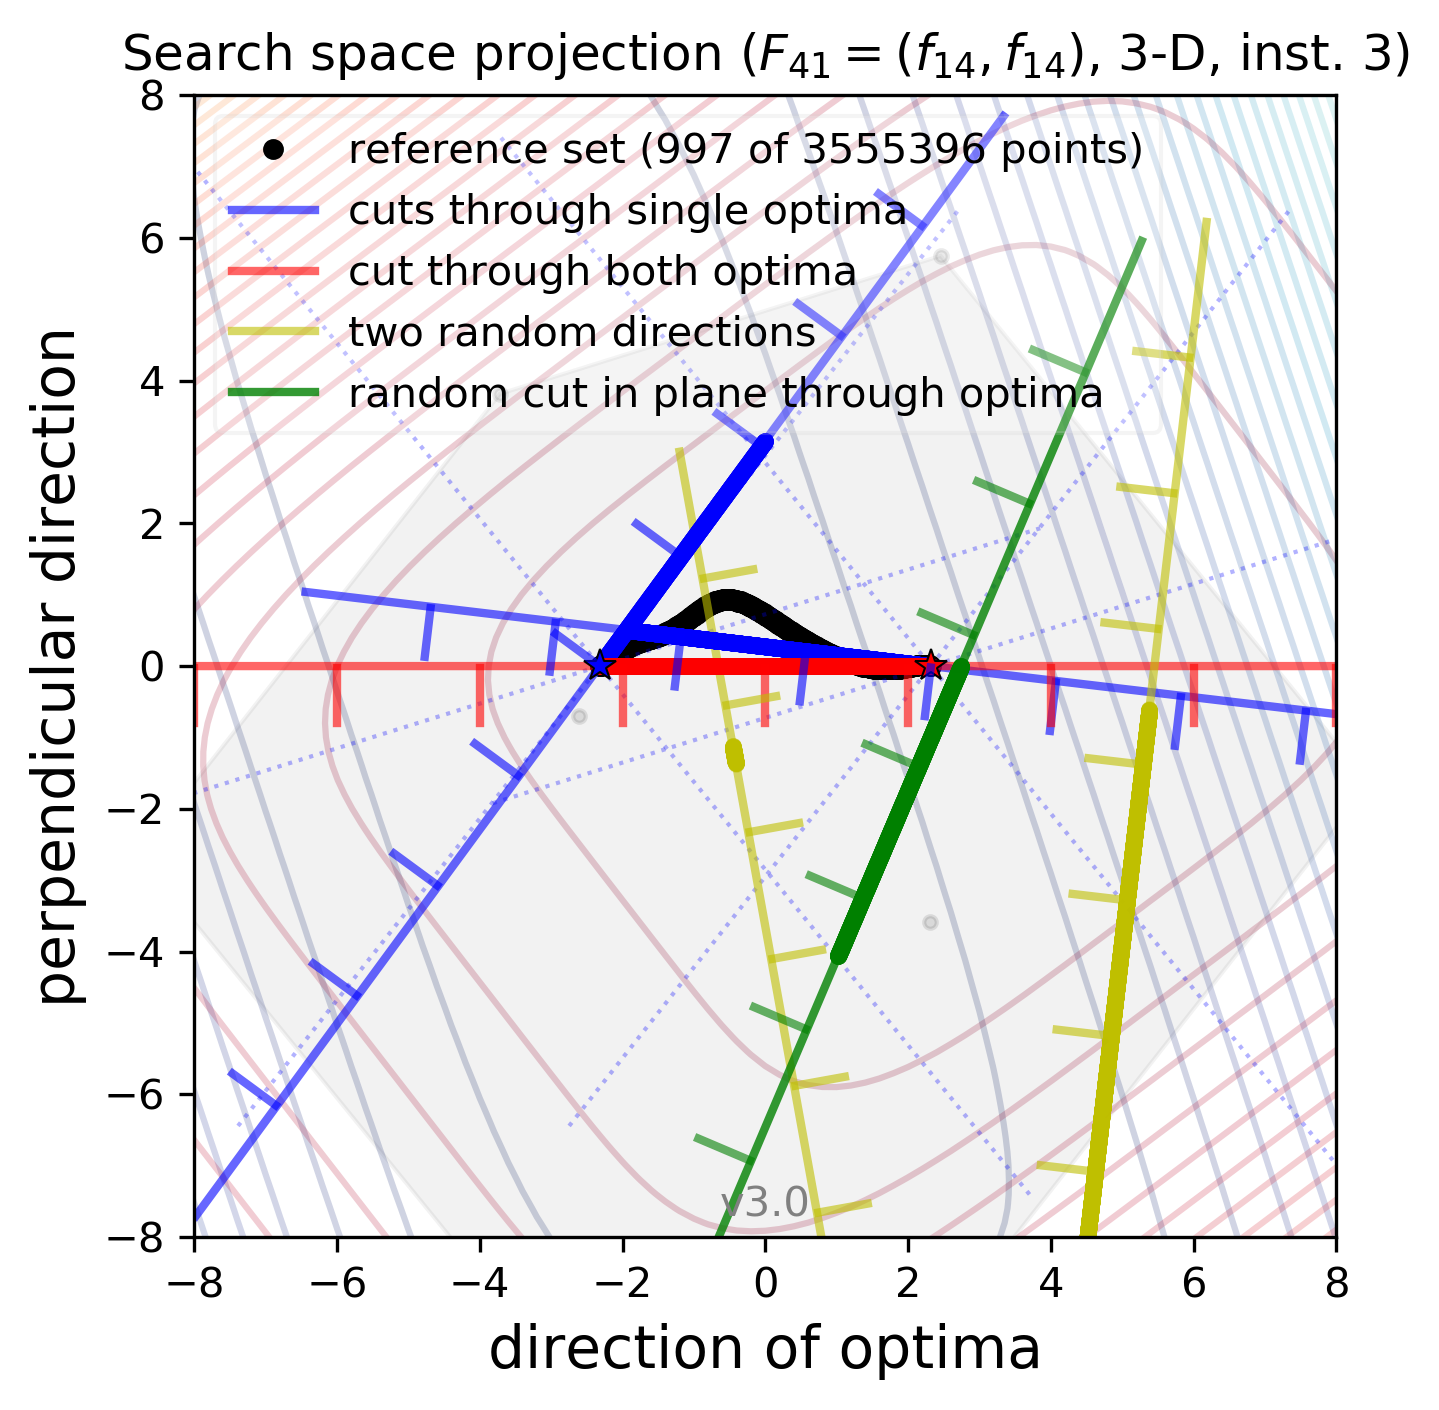 Search space projection (F41 = (f14, f14), 3-D, inst. 3)
reference set (997 of 3555396 points)
cuts through single optima
cut through both optima
two random directions
random cut in plane through optima
perpendicular direction
8
6
4
2
0
−2
−4
−6
−8
v3.0
−8 −6 −4 −2 0 2 4 6 8
direction of optima